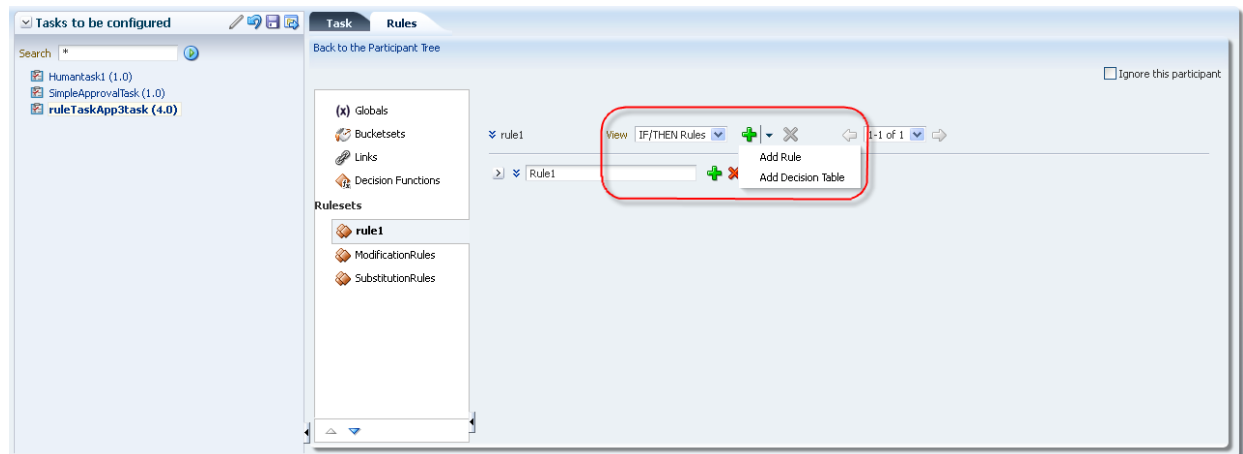 Tasks to be configured
Task Rules
Search *
Back to the Participant Tree
Humantask1 (1.0)
SimpleApprovalTask (1.0)
ruleTaskApp3task (4.0)
Ignore this participant
(x) Globals
Bucketsets
Links
Decision Functions
Rulesets
rule1
ModificationRules
SubstitutionRules
rule1 View IF/THEN Rules 1-1 of 1
Add Rule
Add Decision Table
Rule1